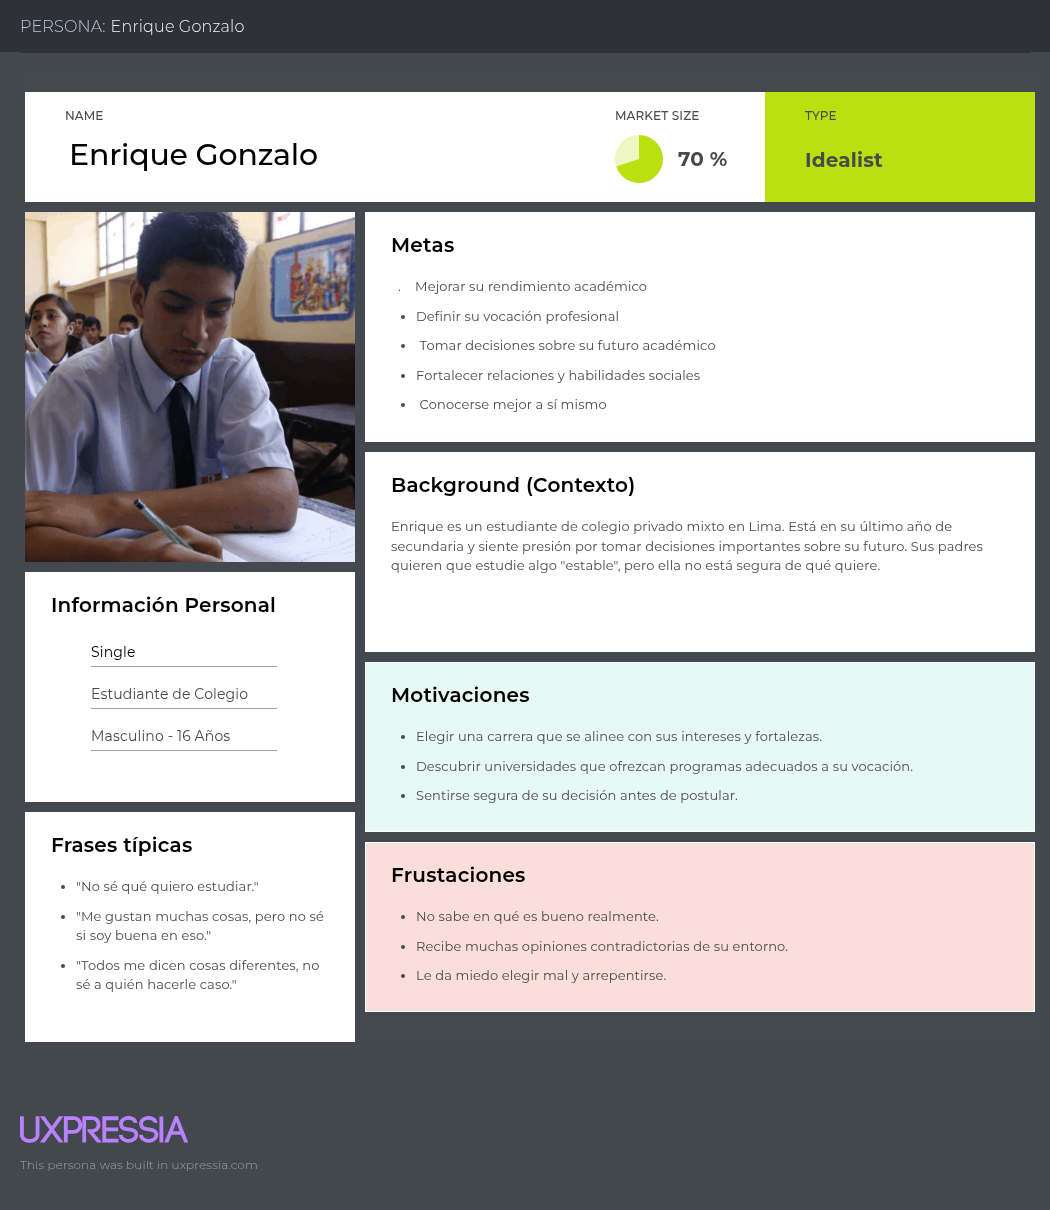 PERSONA: Enrique Gonzalo
NAME
Enrique Gonzalo
MARKET SIZE
70 %
TYPE
Idealist
Metas
. Mejorar su rendimiento académico
• Definir su vocación profesional
• Tomar decisiones sobre su futuro académico
• Fortalecer relaciones y habilidades sociales
• Conocerse mejor a sí mismo
Background (Contexto)
Enrique es un estudiante de colegio privado mixto en Lima. Está en su último año de
secundaria y siente presión por tomar decisiones importantes sobre su futuro. Sus padres
quieren que estudie algo "estable", pero ella no está segura de qué quiere.
Información Personal
Single
Estudiante de Colegio
Masculino - 16 Años
Motivaciones
• Elegir una carrera que se alinee con sus intereses y fortalezas.
• Descubrir universidades que ofrezcan programas adecuados a su vocación.
• Sentirse segura de su decisión antes de postular.
Frases típicas
• "No sé qué quiero estudiar."
• "Me gustan muchas cosas, pero no sé
si soy buena en eso."
• "Todos me dicen cosas diferentes, no
sé a quién hacerle caso."
Frustaciones
• No sabe en qué es bueno realmente.
• Recibe muchas opiniones contradictorias de su entorno.
• Le da miedo elegir mal y arrepentirse.
UXPRESSIA
This persona was built in uxpressia.com